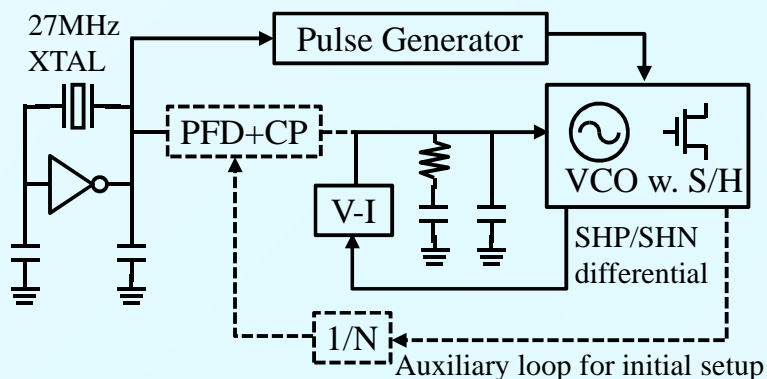 27MHz
XTAL
Pulse Generator
PFD+CP
V-I
VCO w. S/H
SHP/SHN
differential
1/N
Auxiliary loop for initial setup